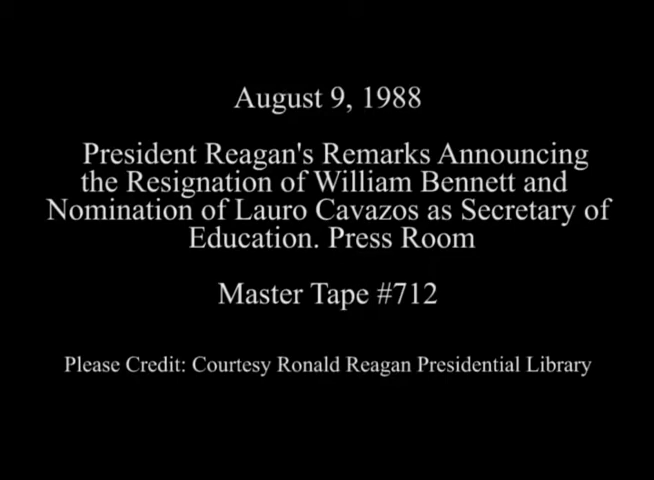 August 9, 1988
President Reagan's Remarks Announcing
the Resignation of William Bennett and
Nomination of Lauro Cavazos as Secretary of
Education. Press Room
Master Tape #712
Please Credit: Courtesy Ronald Reagan Presidential Library